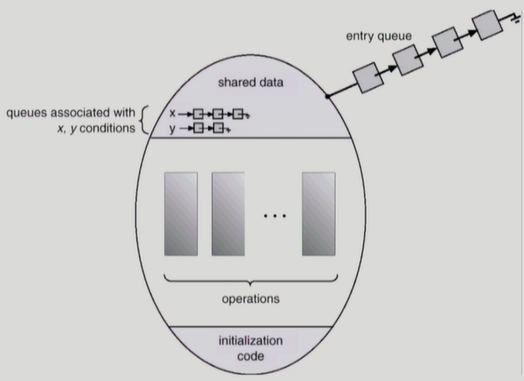 entry queue
shared data
queues associated with
x, y conditions
x
y
...
operations
initialization
code